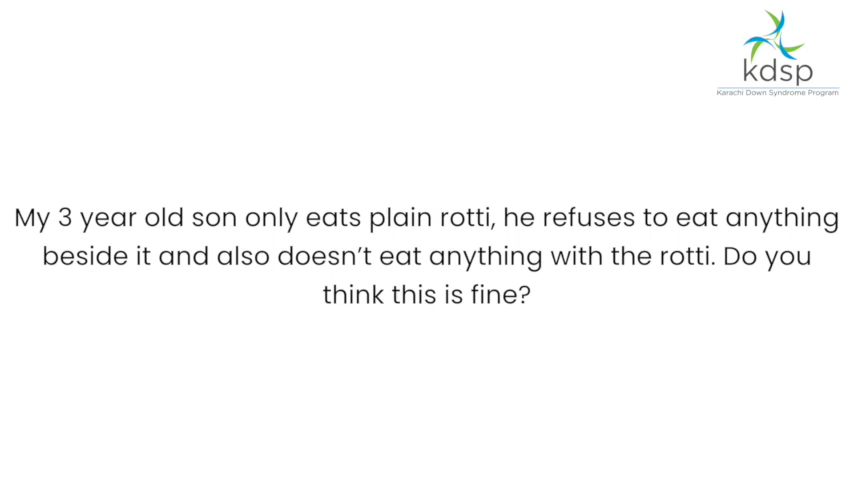 kdsp
Karachi Down Syndrome Program
My 3 year old son only eats plain rotti, he refuses to eat anything
beside it and also doesn't eat anything with the rotti. Do you
think this is fine?